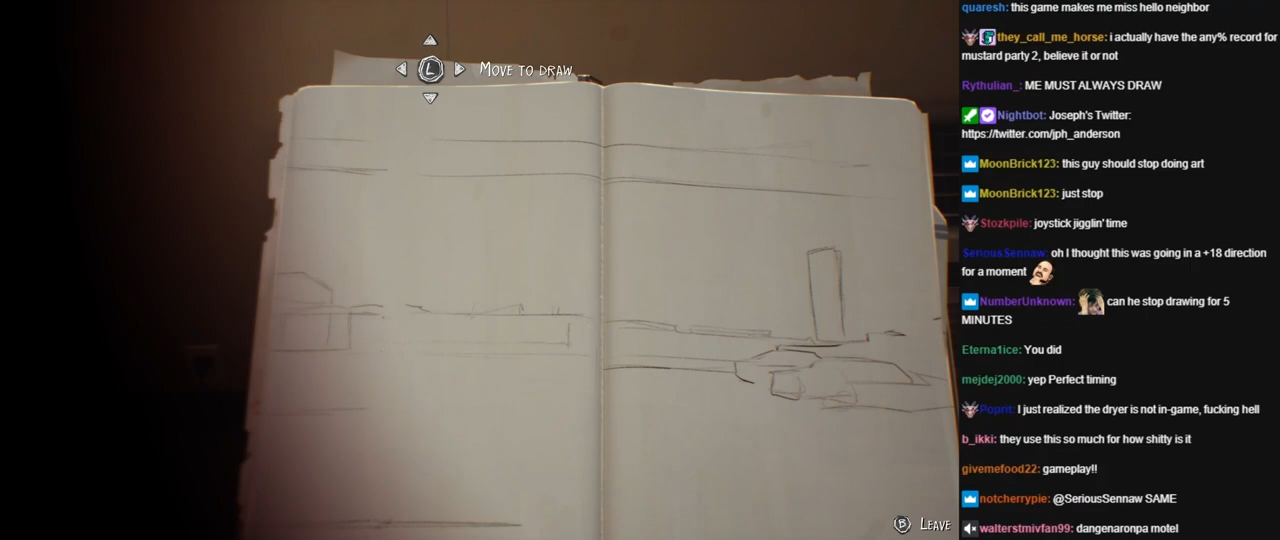 L
MOVE TO DRAW
B LEAVE
quaresh: this game makes me miss hello neighbor
they_call_me_horse: i actually have the any% record for
mustard party 2, believe it or not
Rythulian_: ME MUST ALWAYS DRAW
Nightbot: Joseph's Twitter:
https://twitter.com/jph_anderson
MoonBrick123: this guy should stop doing art
MoonBrick123: just stop
Stozkpile: joystick jigglin' time
SeriousSennaw: oh I thought this was going in a +18 direction
for a moment
NumberUnknown: can he stop drawing for 5
MINUTES
Eterna1ice: You did
mejdej2000: yep Perfect timing
Poprit: I just realized the dryer is not in-game, fucking hell
b_ikki: they use this so much for how shitty is it
givemefood22: gameplay!!
notcherrypie: @SeriousSennaw SAME
walterstmivfan99: dangenaronpa motel